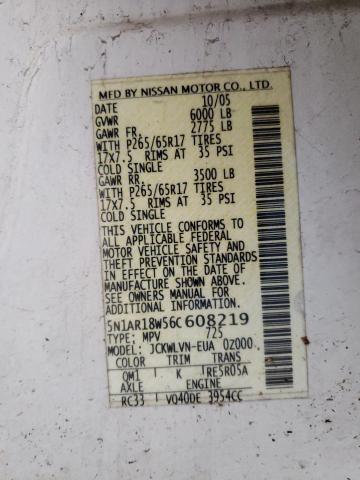 MFD BY NISSAN MOTOR CO., LTD.
DATE 10/05
GVWR 6000 LB
GAWR FR. 2775 LB
WITH P265/65R17 TIRES
17X7.5 RIMS AT 35 PSI
COLD SINGLE
GAWR RR. 3500 LB
WITH P265/65R17 TIRES
17X7.5 RIMS AT 35 PSI
COLD SINGLE
THIS VEHICLE CONFORMS TO
ALL APPLICABLE FEDERAL
MOTOR VEHICLE SAFETY AND
THEFT PREVENTION STANDARDS
IN EFFECT ON THE DATE OF
MANUFACTURE SHOWN ABOVE.
SEE OWNERS MANUAL FOR
ADDITIONAL INFORMATION.
5N1AR18W56C608219
TYPE: MPV 725
MODEL: JCKWLVN-EUA 0Z000
COLOR TRIM TRANS
QM1 K RE5R05A
AXLE ENGINE
RC33 VQ40DE 3954CC